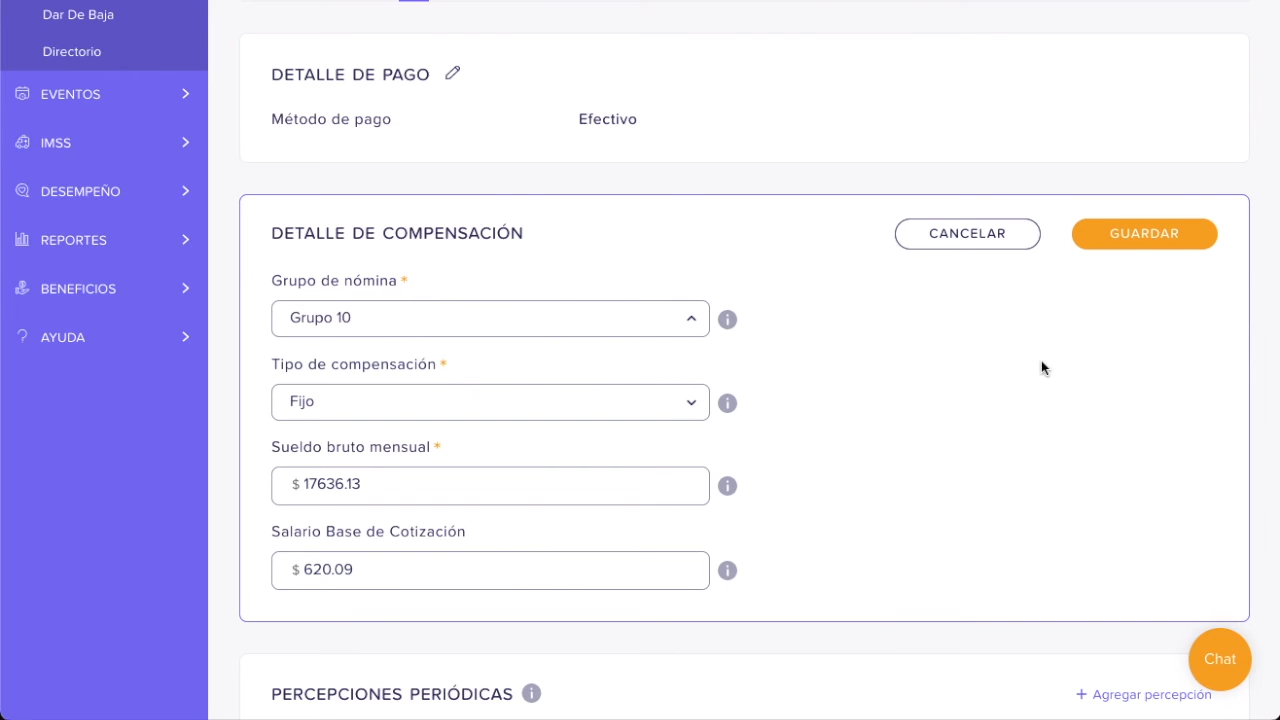 Dar De Baja
Directorio
EVENTOS
IMSS
DESEMPEÑO
REPORTES
BENEFICIOS
AYUDA
DETALLE DE PAGO
Método de pago Efectivo
DETALLE DE COMPENSACIÓN CANCELAR GUARDAR
Grupo de nómina *
Grupo 10
Tipo de compensación *
Fijo
Sueldo bruto mensual *
$ 17636.13
Salario Base de Cotización
$ 620.09
Chat
PERCEPCIONES PERIÓDICAS + Agregar percepción